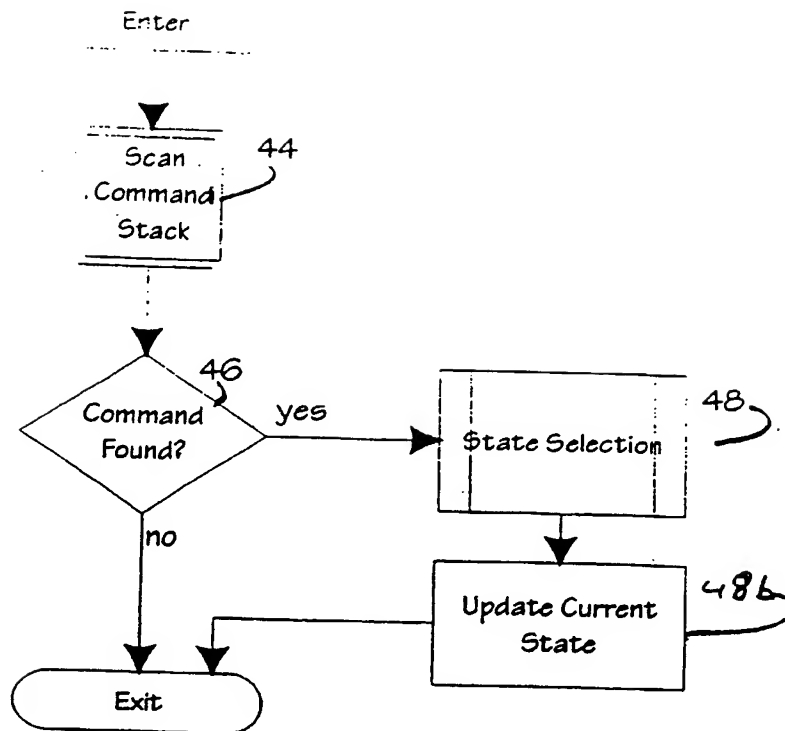 Enter
Scan
Command
Stack
44
Command
Found?
46
yes
State Selection
48
no
Update Current
State
48b
Exit